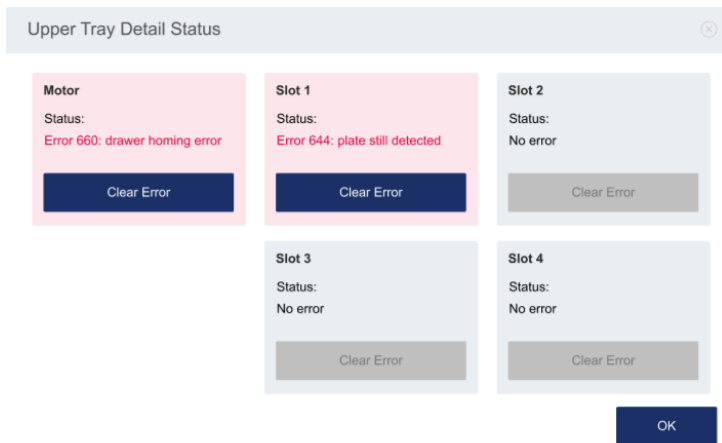 Upper Tray Detail Status
Motor
Status:
Error 660: drawer homing error
Clear Error
Slot 1
Status:
Error 644: plate still detected
Clear Error
Slot 2
Status:
No error
Clear Error
Slot 3
Status:
No error
Clear Error
Slot 4
Status:
No error
Clear Error
OK